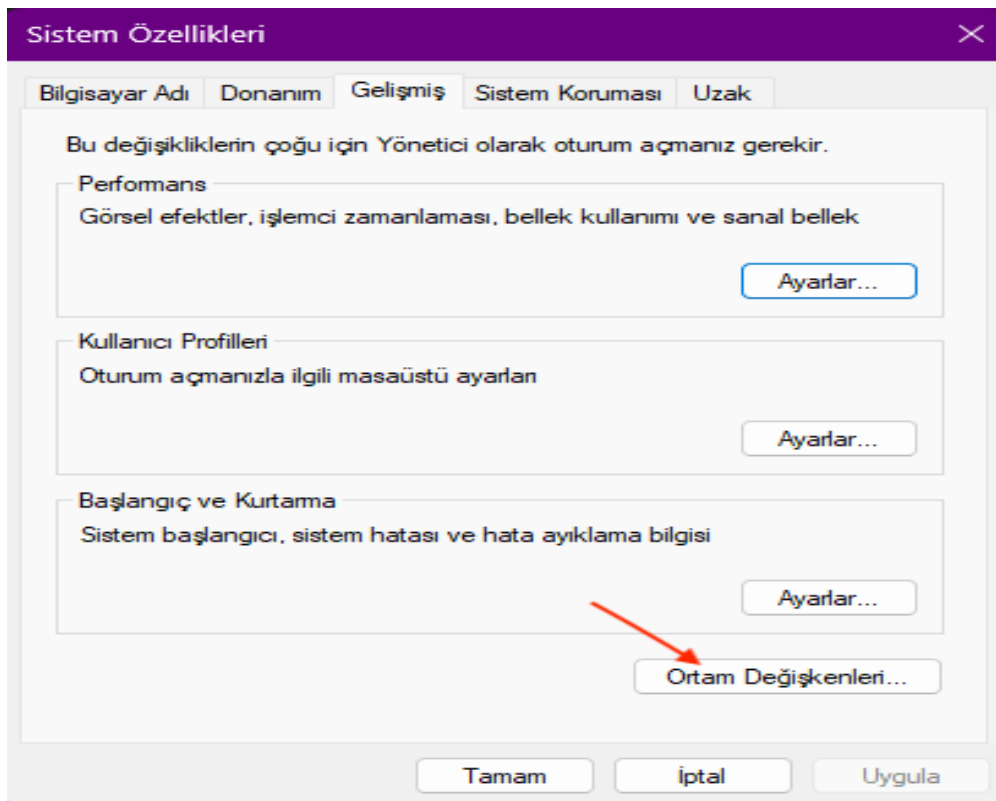 Sistem Özellikleri
Bilgisayar Adı Donanım Gelişmiş Sistem Koruması Uzak
Bu değişikliklerin çoğu için Yönetici olarak oturum açmanız gerekir.
Performans
Görsel efektler, işlemci zamanlaması, bellek kullanımı ve sanal bellek
Ayarlar...
Kullanıcı Profilleri
Oturum açmanızla ilgili masaüstü ayarları
Ayarlar...
Başlangıç ve Kurtarma
Sistem başlangıcı, sistem hatası ve hata ayıklama bilgisi
Ayarlar...
Ortam Değişkenleri...
Tamam İptal Uygula